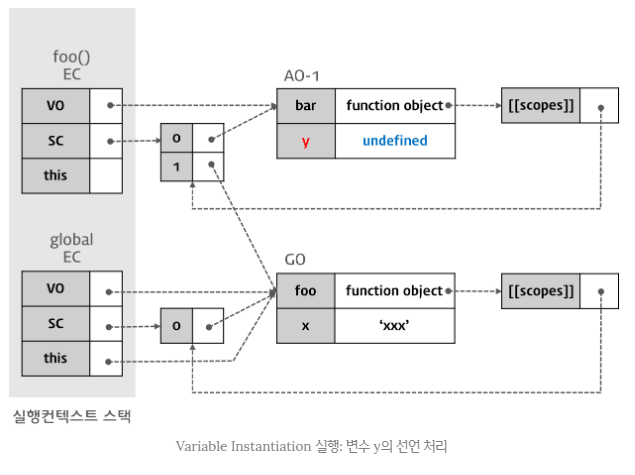 foo()
EC
VO
SC
this
0
1
AO-1
bar function object
y undefined
[[scopes]]
global
EC
VO
SC
this
0
GO
foo function object
x ‘xxx’
[[scopes]]
실행컨텍스트 스택
Variable Instantiation 실행: 변수 y의 선언 처리